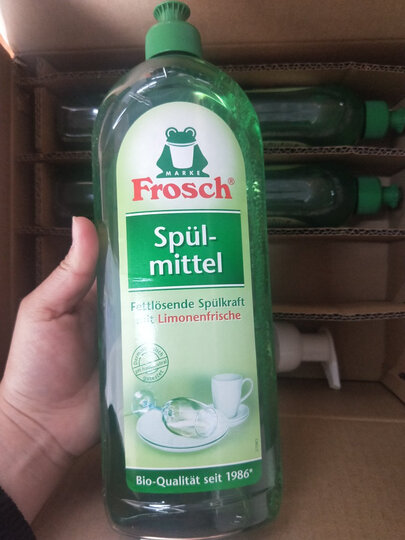 MARKE
Frosch®
Spül-
mittel
Fettlösende Spülkraft
mit Limonenfrische
Bio-Qualität seit 1986*